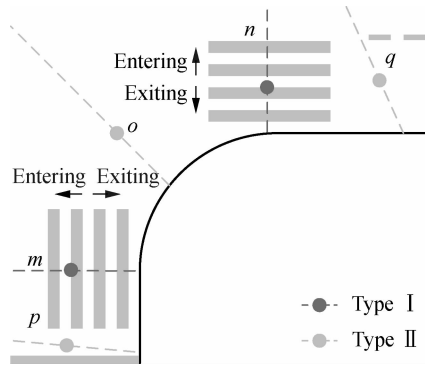 n
q
Entering
Exiting
o
Entering Exiting
m
p
Type Ⅰ
Type Ⅱ